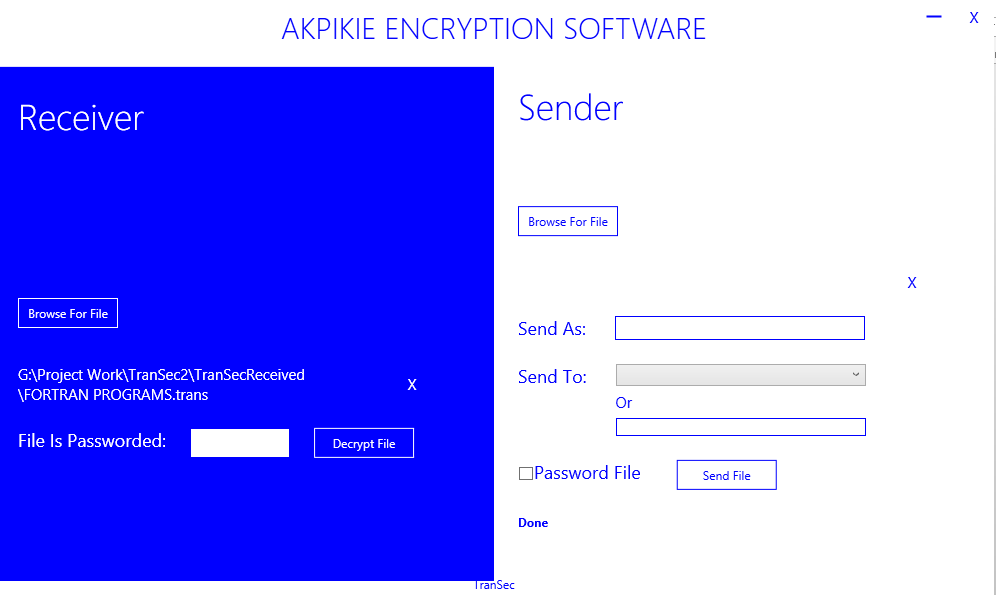 AKPIKIE ENCRYPTION SOFTWARE
X
Receiver
Browse For File
G:\Project Work\TranSec2\TranSecReceived
\FORTRAN PROGRAMS.trans
X
File Is Passworded:
Decrypt File
Sender
Browse For File
X
Send As:
Send To:
Or
Password File
Send File
Done
TranSec